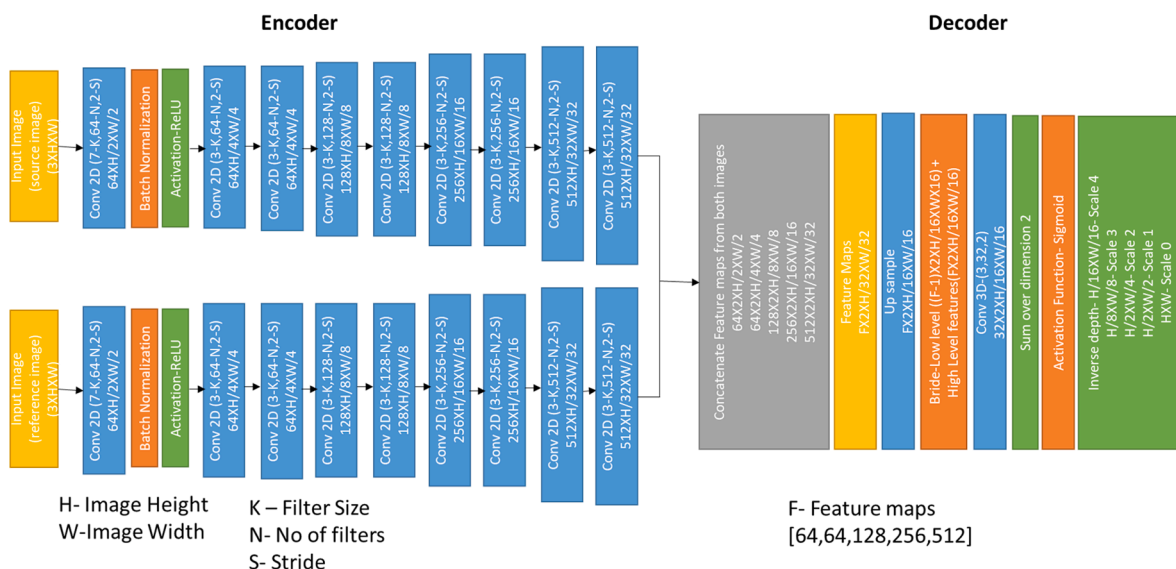 Encoder
Decoder
Input Image
(source image)
(3XHXW)
Conv 2D (7-K,64-N,2-S)
64XH/2XW/2
Batch Normalization
Activation-ReLU
Conv 2D (3-K,64-N,2-S)
64XH/4XW/4
Conv 2D (3-K,64-N,2-S)
64XH/4XW/4
Conv 2D (3-K,128-N,2-S)
128XH/8XW/8
Conv 2D (3-K,128-N,2-S)
128XH/8XW/8
Conv 2D (3-K,256-N,2-S)
256XH/16XW/16
Conv 2D (3-K,256-N,2-S)
256XH/16XW/16
Conv 2D (3-K,512-N,2-S)
512XH/32XW/32
Conv 2D (3-K,512-N,2-S)
512XH/32XW/32
Input Image
(reference image)
(3XHXW)
Conv 2D (7-K,64-N,2-S)
64XH/2XW/2
Batch Normalization
Activation-ReLU
Conv 2D (3-K,64-N,2-S)
64XH/4XW/4
Conv 2D (3-K,64-N,2-S)
64XH/4XW/4
Conv 2D (3-K,128-N,2-S)
128XH/8XW/8
Conv 2D (3-K,128-N,2-S)
128XH/8XW/8
Conv 2D (3-K,256-N,2-S)
256XH/16XW/16
Conv 2D (3-K,256-N,2-S)
256XH/16XW/16
Conv 2D (3-K,512-N,2-S)
512XH/32XW/32
Conv 2D (3-K,512-N,2-S)
512XH/32XW/32
Concatenate Feature maps from both images
64X2XH/2XW/2
64X2XH/4XW/4
128X2XH/8XW/8
256X2XH/16XW/16
512X2XH/32XW/32
Feature Maps
FX2XH/32XW/32
Up sample
FX2XH/16XW/16
Bride-Low level ((F-1)X2XH/16XWX16) +
High Level features(FX2XH/16XW/16)
Conv 3D-(3,32,2)
32X2XH/16XW/16
Sum over dimension 2
Activation Function- Sigmoid
Inverse depth- H/16XW/16- Scale 4
H/8XW/8- Scale 3
H/2XW/4- Scale 2
H/2XW/2- Scale 1
HXW- Scale 0
H- Image Height
W-Image Width
K – Filter Size
N- No of filters
S- Stride
F- Feature maps
[64,64,128,256,512]